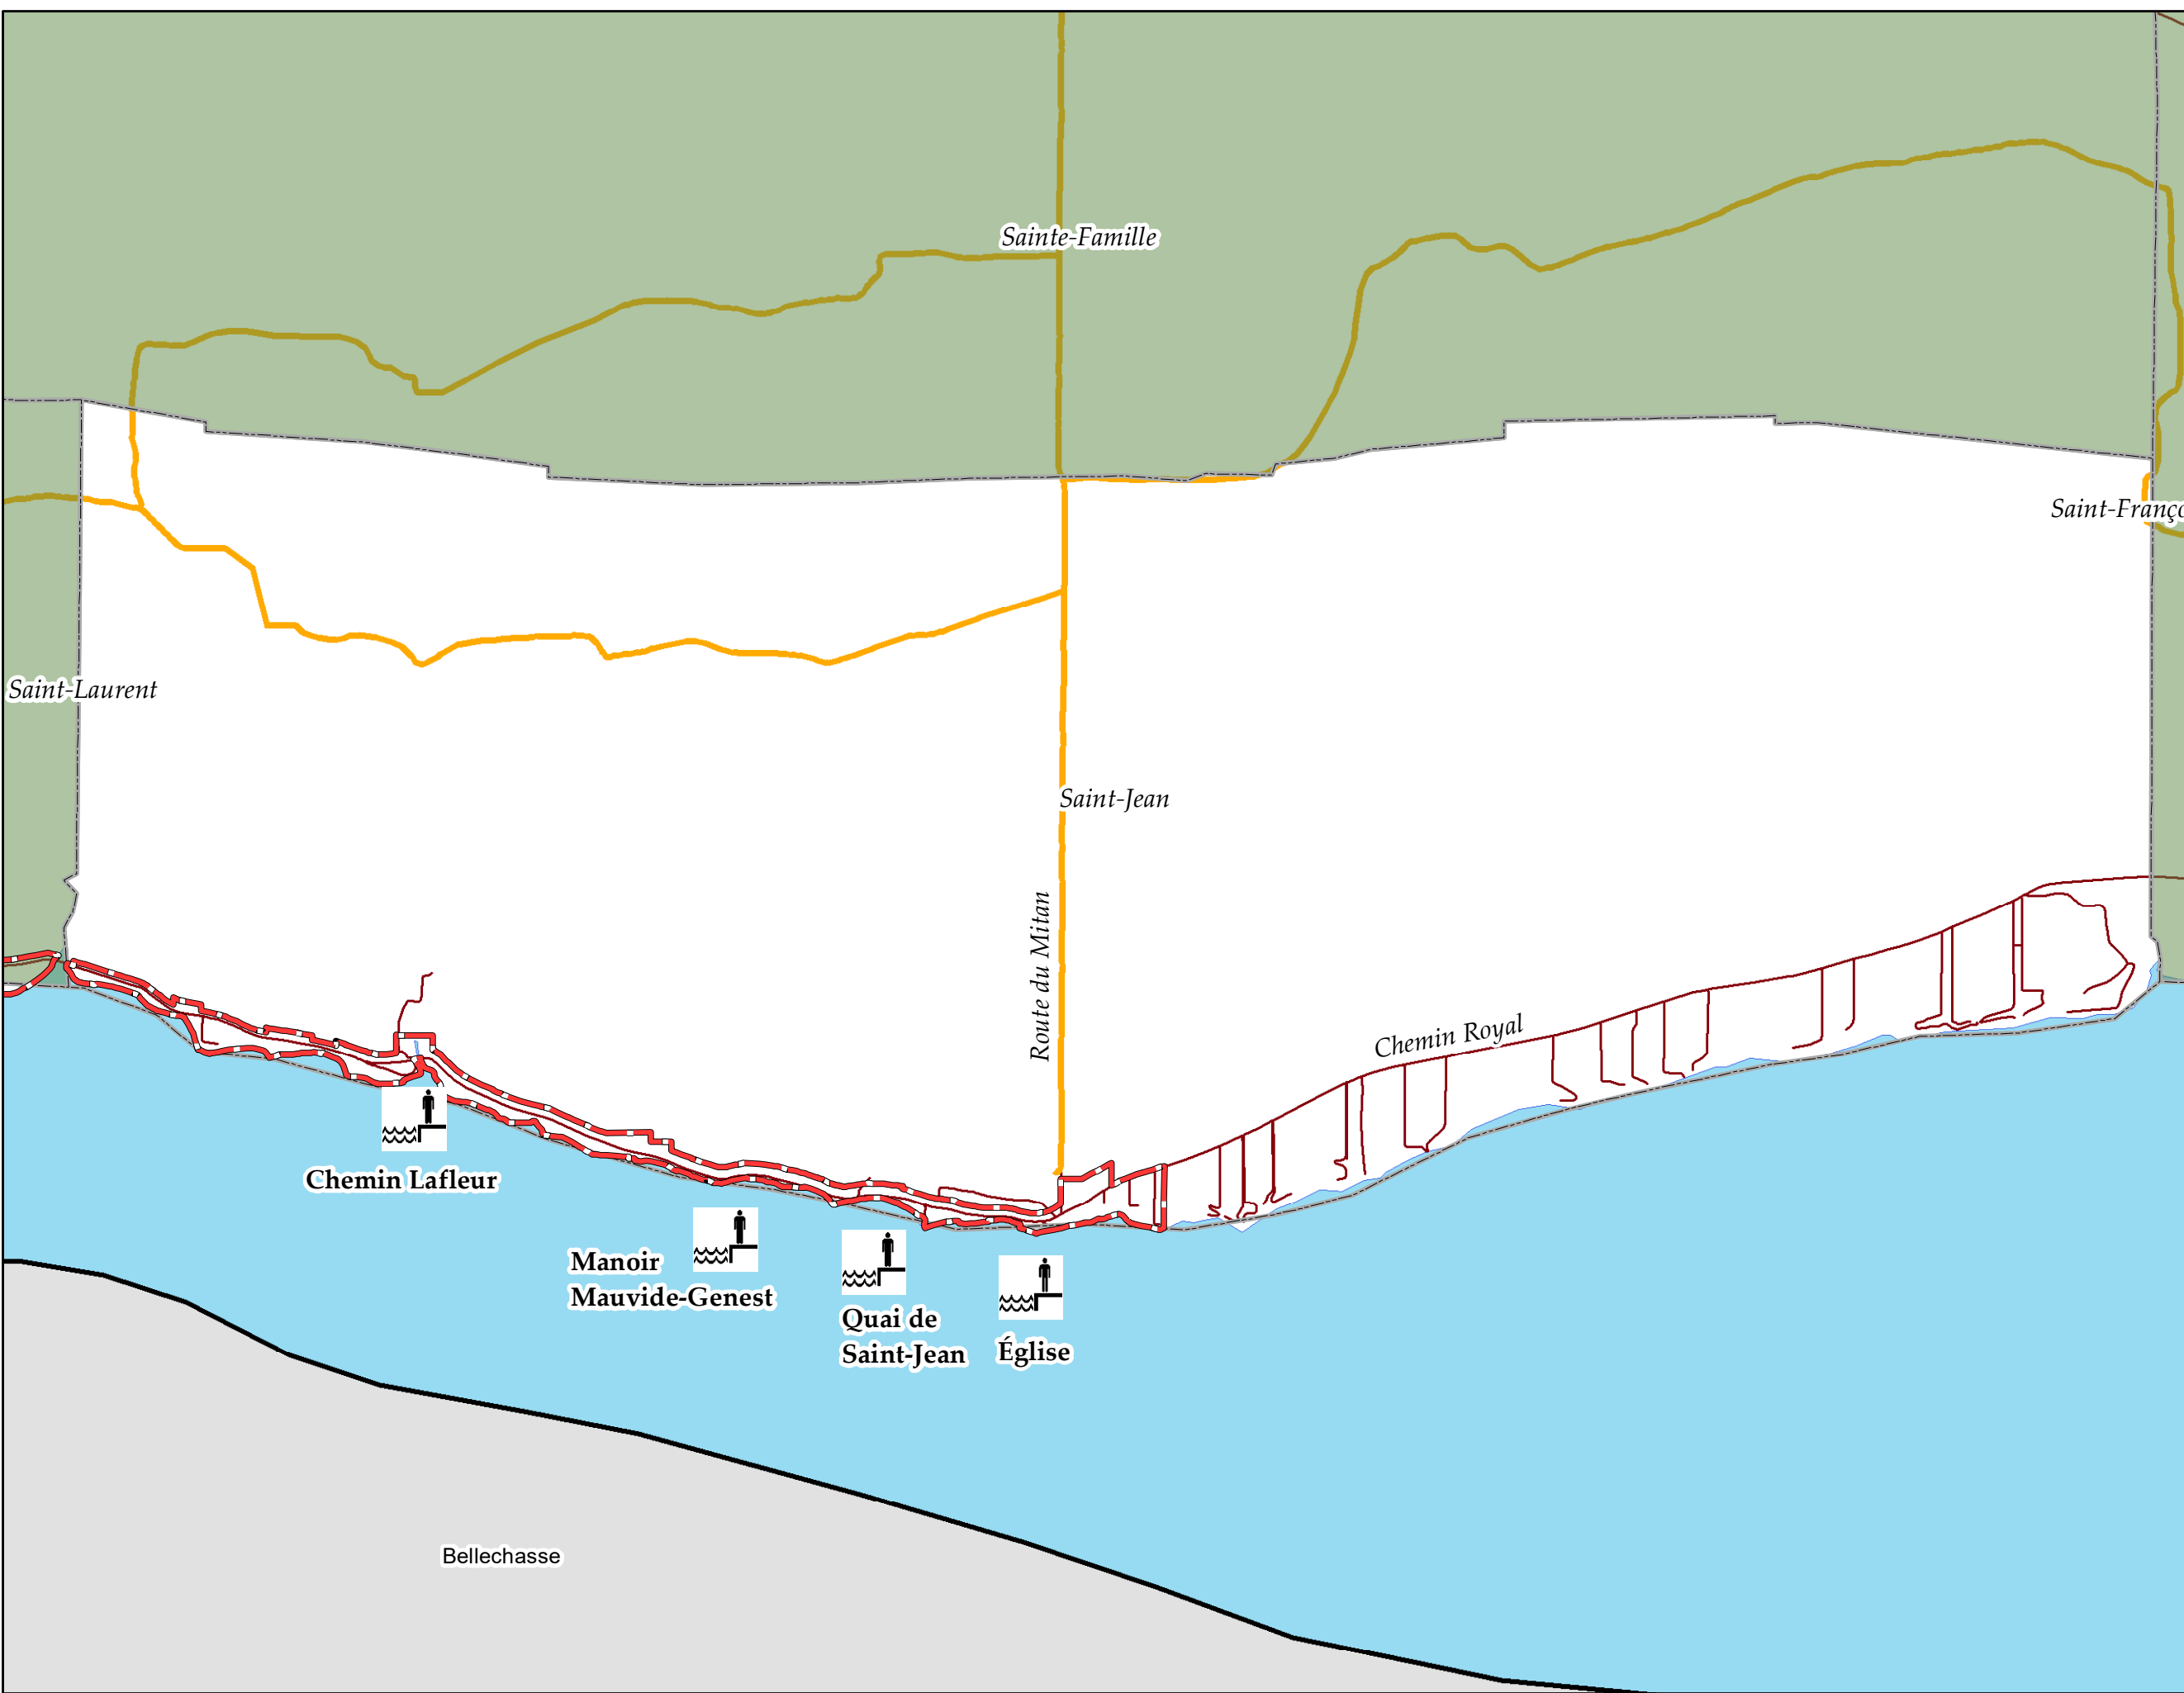 Sainte-Famille
Saint-Franço
Saint-Laurent
Saint-Jean
Route du Mitan
Chemin Royal
Chemin Lafleur
Manoir
Mauvide-Genest
Quai de
Saint-Jean
Église
Bellechasse